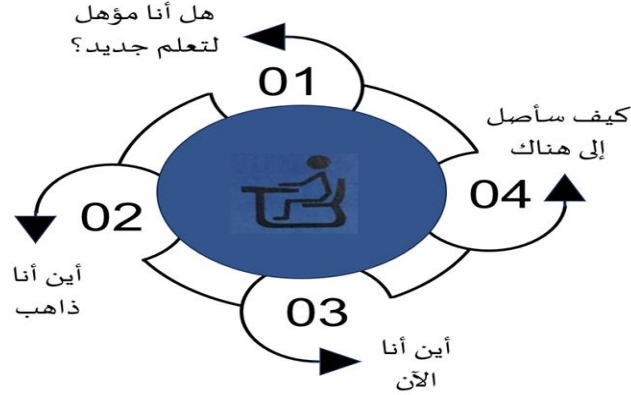 هل أنا مؤهل
لتعلم جديد؟
01
02
أين أنا
ذاهب
03
أين أنا
الآن
04
كيف سأصل
إلى هناك